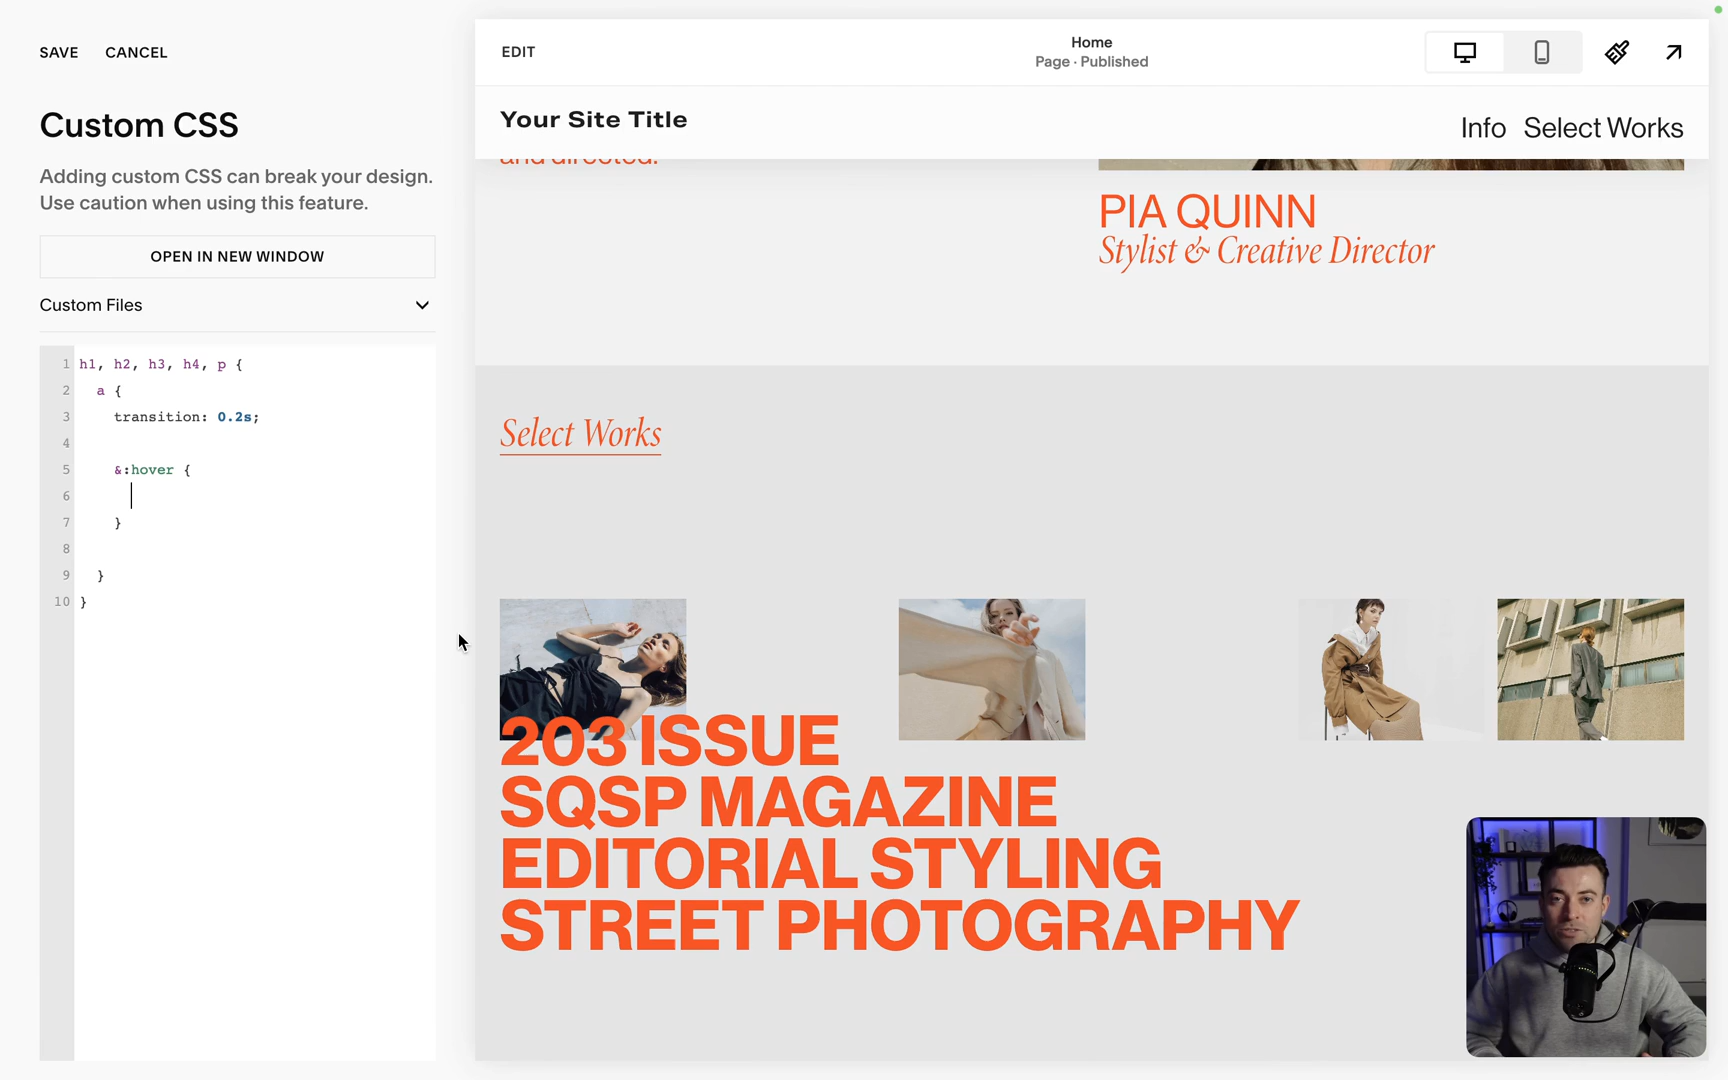 SAVE CANCEL
Custom CSS
Adding custom CSS can break your design.
Use caution when using this feature.
OPEN IN NEW WINDOW
Custom Files
1 h1, h2, h3, h4, p {
2 a {
3 transition: 0.2s;
4
5 &:hover {
6
7 }
8
9 }
10 }
EDIT
Home
Page · Published
Your Site Title
Info Select Works
and directed.
PIA QUINN
Stylist & Creative Director
Select Works
203 ISSUE
SQSP MAGAZINE
EDITORIAL STYLING
STREET PHOTOGRAPHY